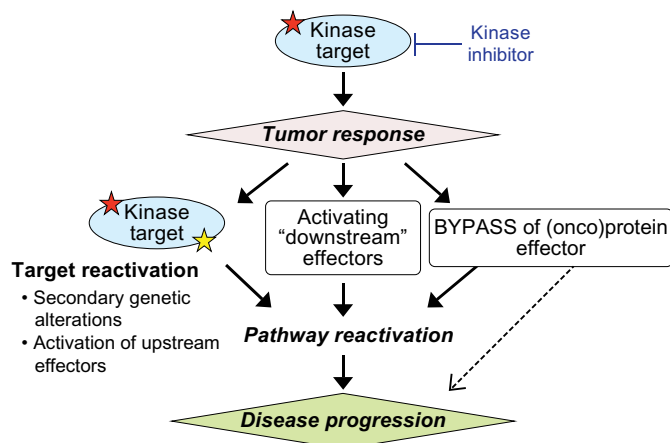 Kinase
target
Kinase
inhibitor
Tumor response
Kinase
target
Activating
“downstream”
effectors
BYPASS of (onco)protein
effector
Target reactivation
• Secondary genetic
alterations
• Activation of upstream
effectors
Pathway reactivation
Disease progression